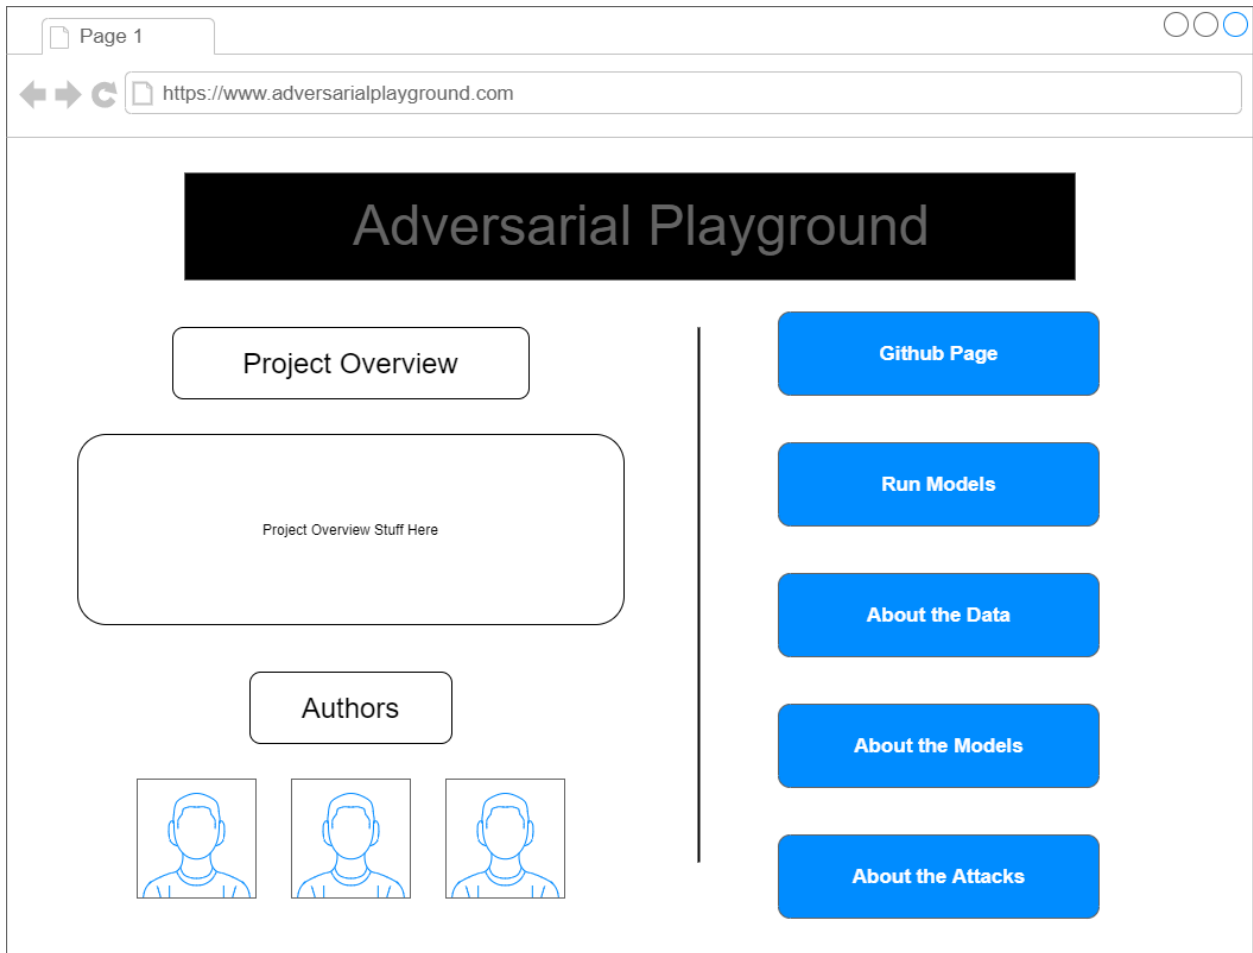 Page 1
https://www.adversarialplayground.com
Adversarial Playground
Project Overview
Project Overview Stuff Here
Authors
Github Page
Run Models
About the Data
About the Models
About the Attacks